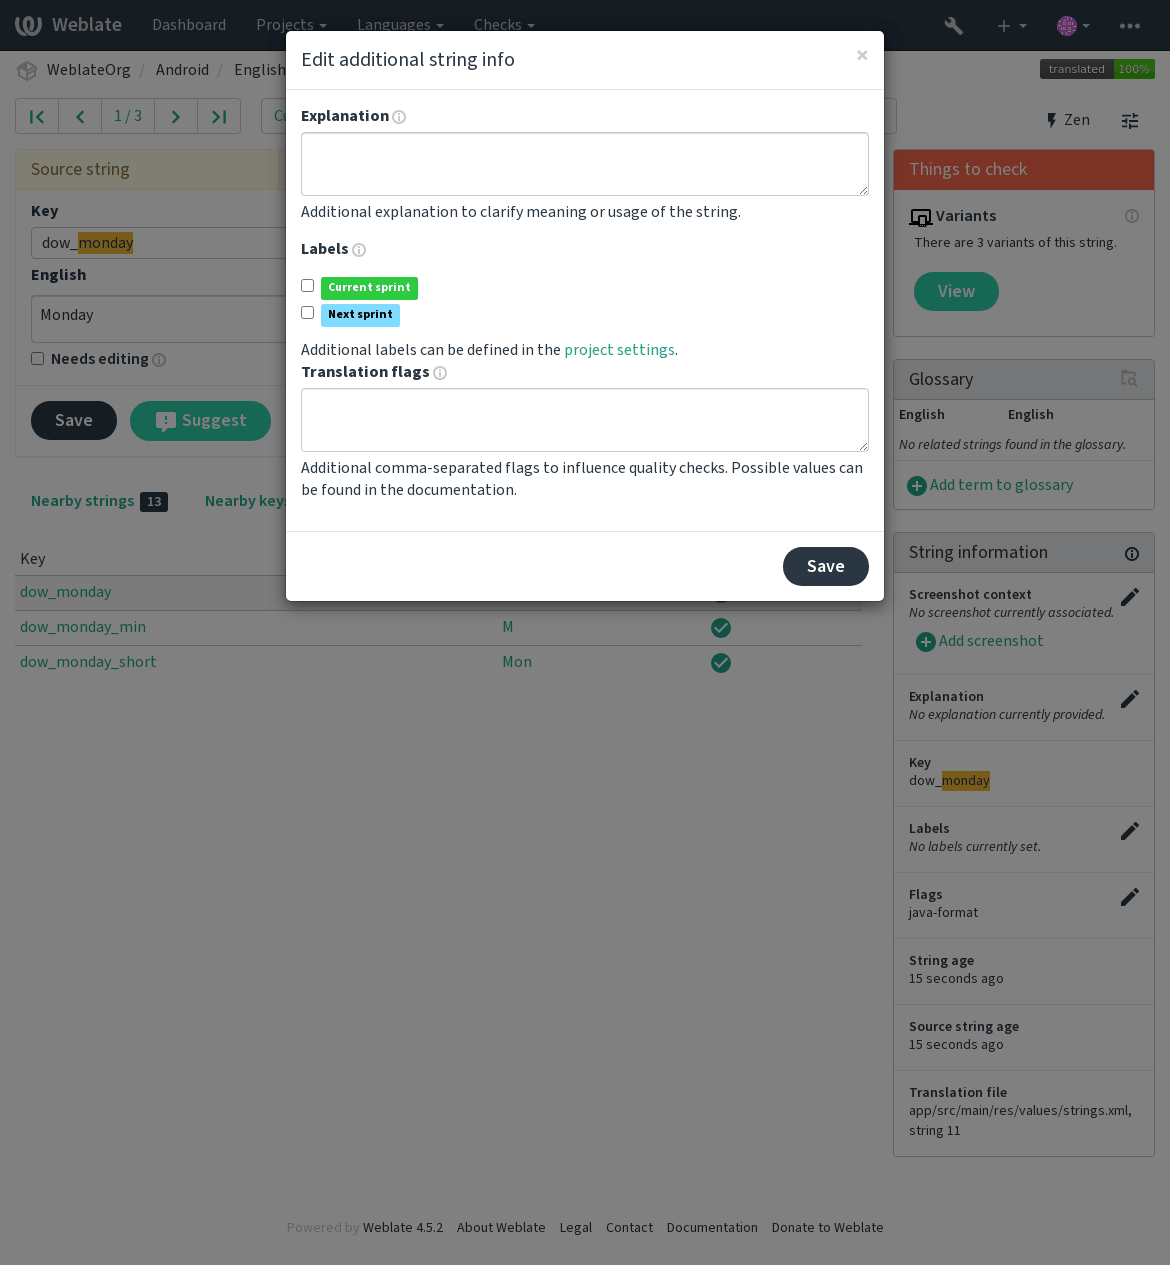 Weblate Dashboard Projects Languages Checks
WeblateOrg / Android / English
translated 100%
1 / 3
Zen
Edit additional string info
×
Explanation
Additional explanation to clarify meaning or usage of the string.
Labels
Current sprint
Next sprint
Additional labels can be defined in the project settings.
Translation flags
Additional comma-separated flags to influence quality checks. Possible values can
be found in the documentation.
Save
Source string
Key
dow_monday
English
Monday
Needs editing
Save Suggest
Nearby strings 13 Nearby keys
Key
dow_monday
dow_monday_min M
dow_monday_short Mon
Things to check
Variants
There are 3 variants of this string.
View
Glossary
English English
No related strings found in the glossary.
Add term to glossary
String information
Screenshot context
No screenshot currently associated.
Add screenshot
Explanation
No explanation currently provided.
Key
dow_monday
Labels
No labels currently set.
Flags
java-format
String age
15 seconds ago
Source string age
15 seconds ago
Translation file
app/src/main/res/values/strings.xml,
string 11
Powered by Weblate 4.5.2 About Weblate Legal Contact Documentation Donate to Weblate